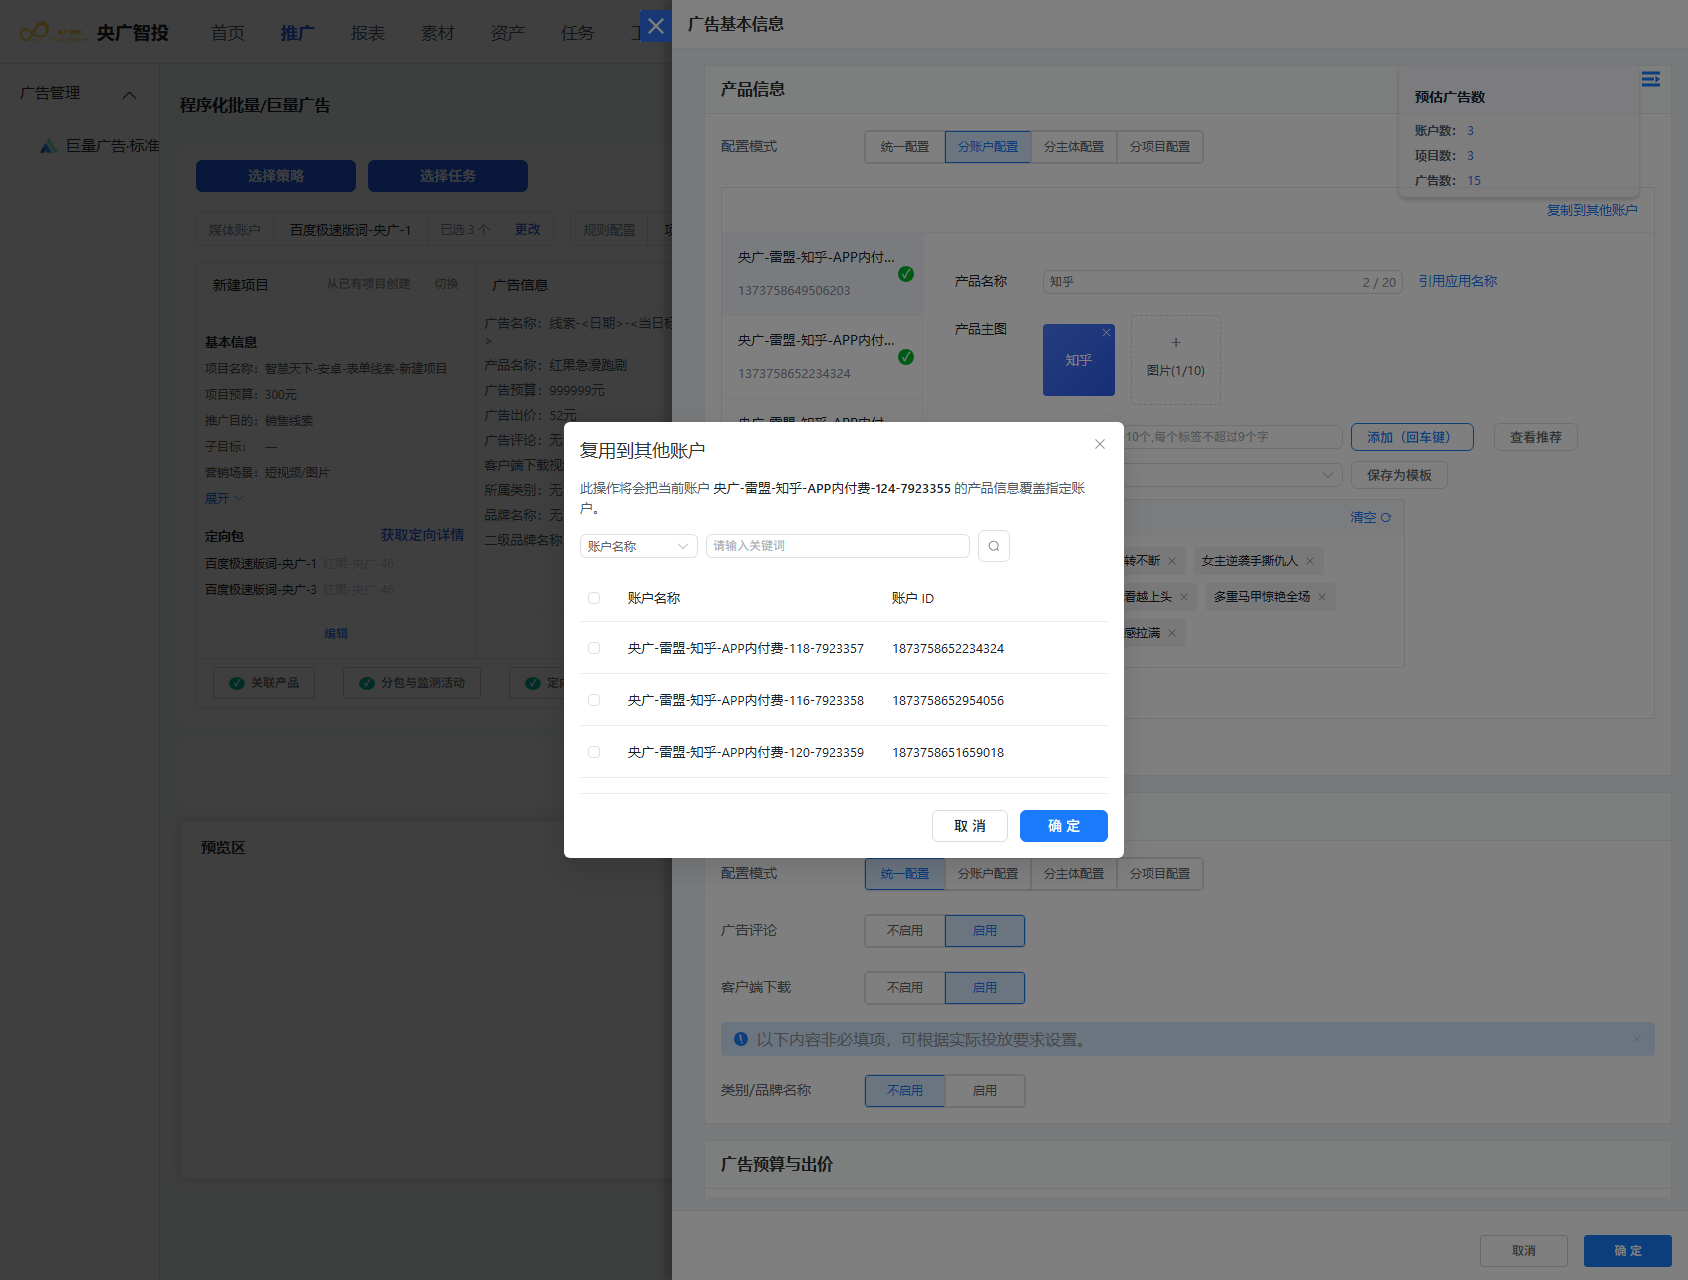 央广智投
首页
推广
报表
素材
资产
任务
广告管理
巨量广告·标准
程序化批量/巨量广告
选择策略
选择任务
媒体账户
百度极速版词-央广-1
已选 3 个
更改
规则配置
新建项目
从已有项目创建
切换
广告信息
基本信息
项目名称：智慧天下-安卓-表单线索-新建项目
项目预算：300元
推广目的：销售线索
子目标： —
营销场景：短视频/图片
展开
定向包
获取定向详情
百度极速版词-央广-1 红果-央广-46
百度极速版词-央广-3 红果-央广-46
编辑
广告名称：线索-<日期>-<当日标
>
产品名称：红果急漫跑剧
广告预算：999999元
广告出价：52元
广告评论：无
客户端下载视
所属类别：无
品牌名称：无
二级品牌名称
关联产品
分包与监测活动
预览区
广告基本信息
产品信息
配置模式
统一配置
分账户配置
分主体配置
分项目配置
预估广告数
账户数： 3
项目数： 3
广告数： 15
复制到其他账户
央广-雷盟-知乎-APP内付...
1373758649506203
央广-雷盟-知乎-APP内付...
1373758652234324
产品名称
知乎
2 / 20
引用应用名称
产品主图
知乎
+
图片(1/10)
10个,每个标签不超过9个字
添加（回车键）
查看推荐
保存为模板
清空
转不断
女主逆袭手撕仇人
看越上头
多重马甲惊艳全场
感拉满
复用到其他账户
此操作将会把当前账户 央广-雷盟-知乎-APP内付费-124-7923355 的产品信息覆盖指定账
户。
账户名称
请输入关键词
账户名称
账户 ID
央广-雷盟-知乎-APP内付费-118-7923357
1873758652234324
央广-雷盟-知乎-APP内付费-116-7923358
1873758652954056
央广-雷盟-知乎-APP内付费-120-7923359
1873758651659018
取 消
确 定
配置模式
统一配置
分账户配置
分主体配置
分项目配置
广告评论
不启用
启用
客户端下载
不启用
启用
以下内容非必填项，可根据实际投放要求设置。
类别/品牌名称
不启用
启用
广告预算与出价
取消
确 定